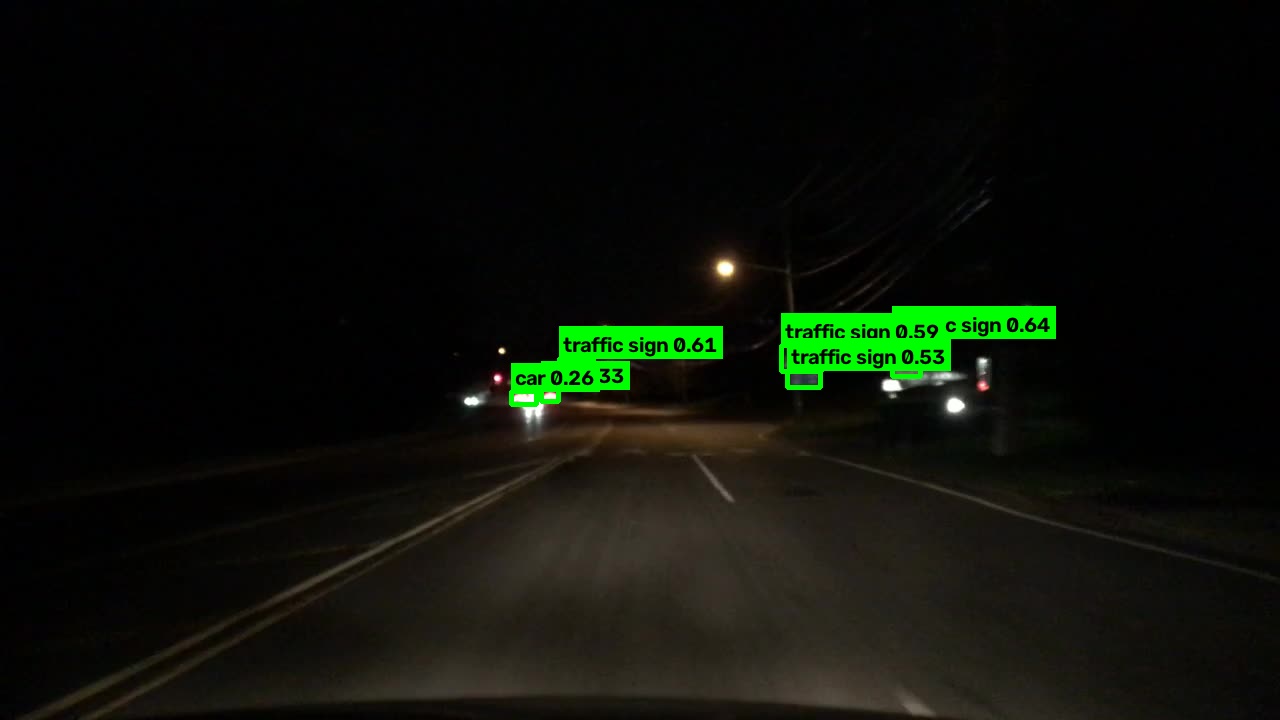 traffic sign 0.61
car 0.26 33
traffic sign 0.59
c sign 0.64
traffic sign 0.53